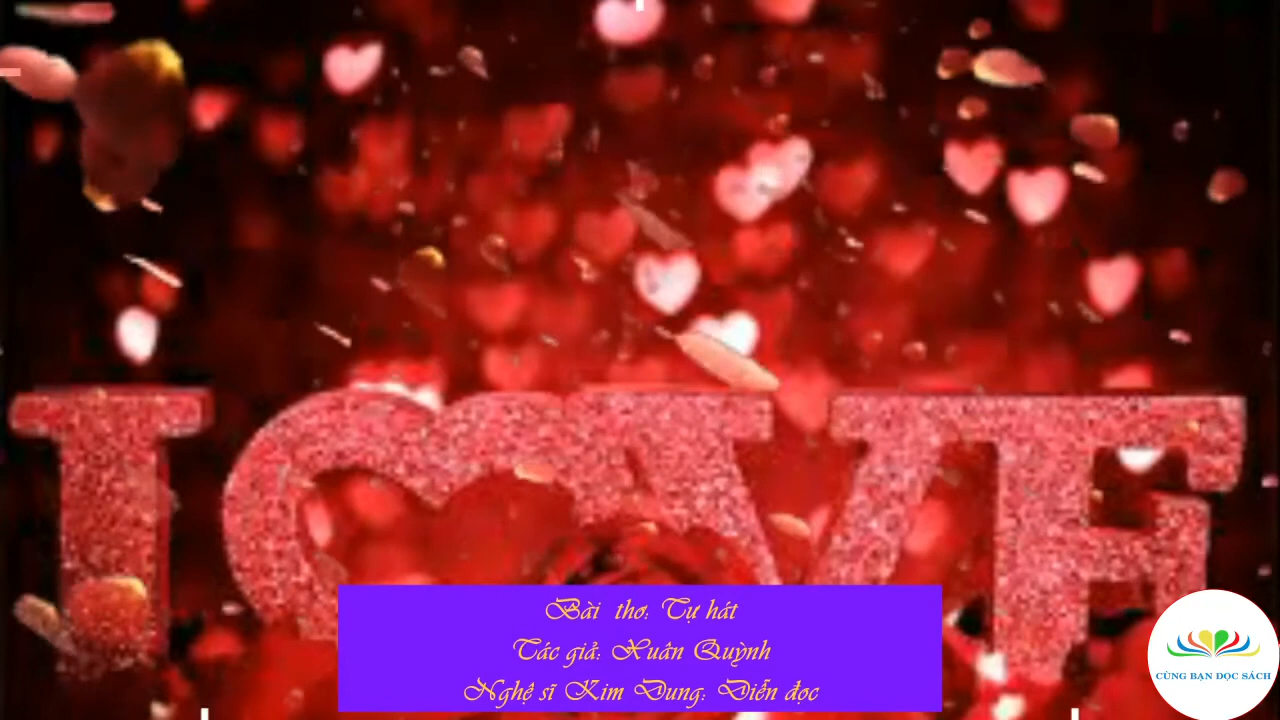 LOVE
Bài thơ: Tự hát
Tác giả: Xuân Quỳnh
Nghệ sĩ Kim Dung: Diễn đọc
CÙNG BẠN ĐỌC SÁCH